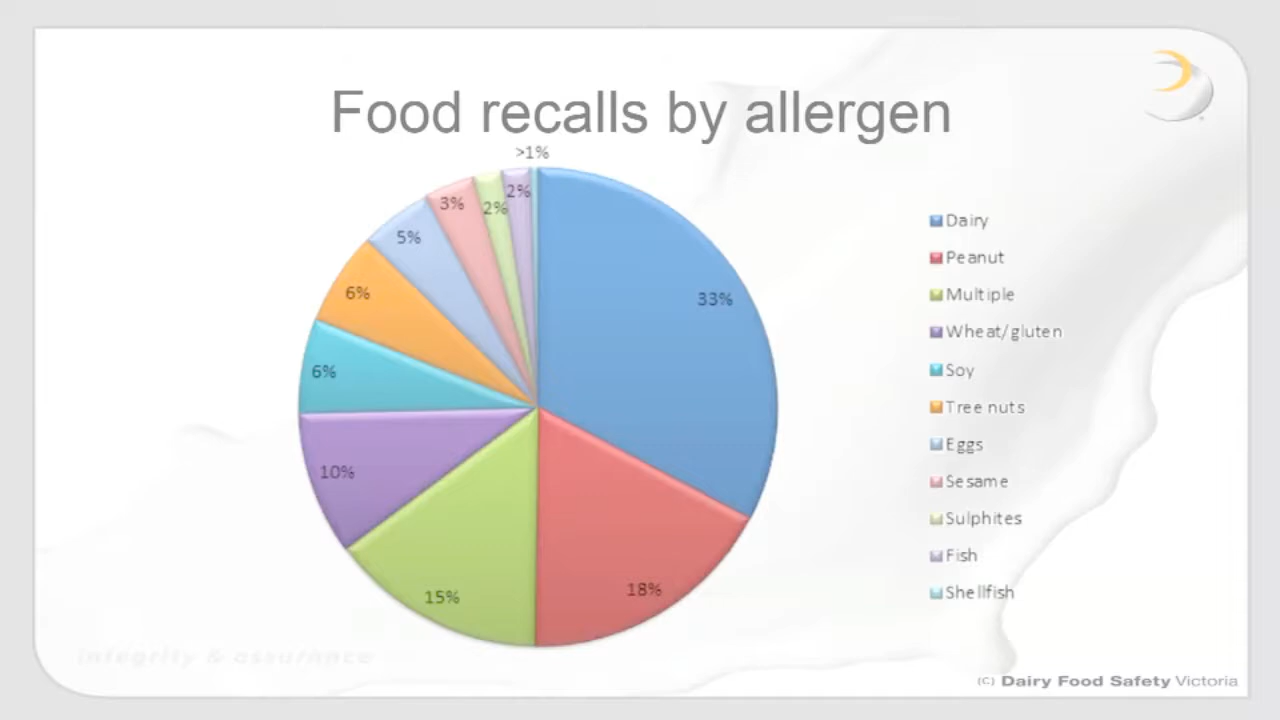 Food recalls by allergen
>1%
2%
2%
3%
5%
6%
6%
10%
15%
18%
33%
Dairy
Peanut
Multiple
Wheat/gluten
Soy
Tree nuts
Eggs
Sesame
Sulphites
Fish
Shellfish
integrity & assurance
(C) Dairy Food Safety Victoria